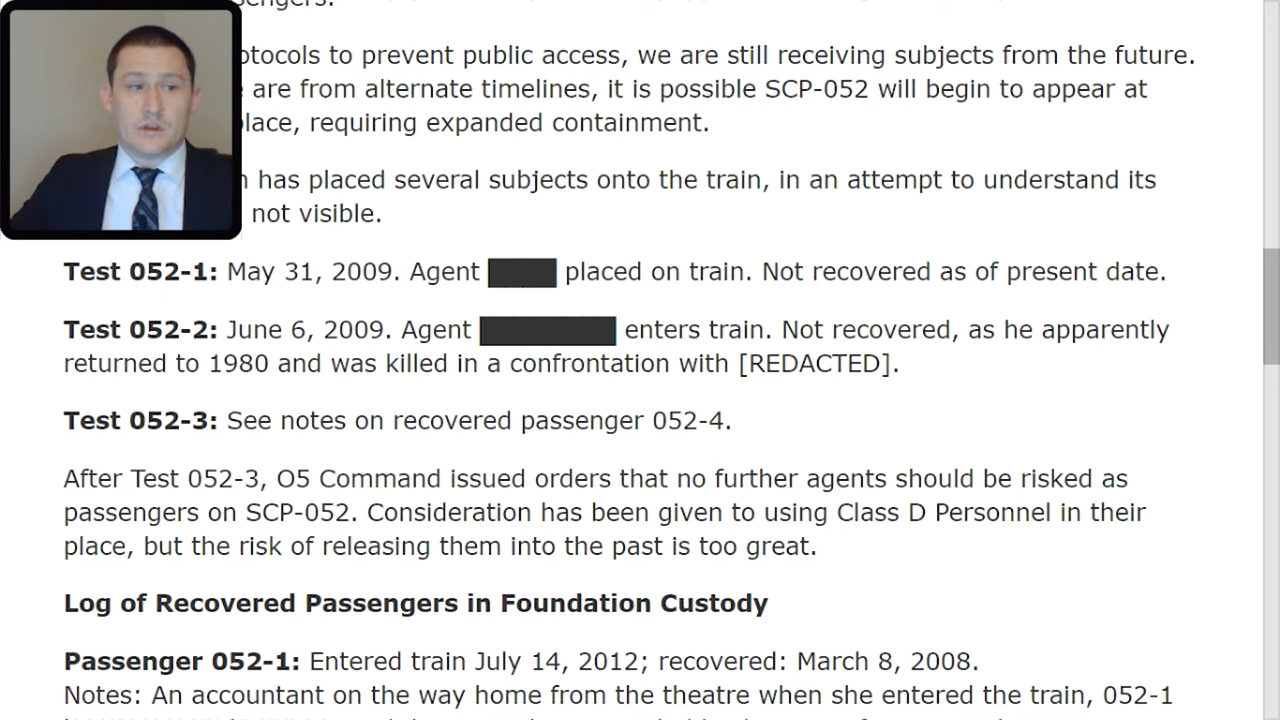 sengers.
otocols to prevent public access, we are still receiving subjects from the future.
are from alternate timelines, it is possible SCP-052 will begin to appear at
lace, requiring expanded containment.
has placed several subjects onto the train, in an attempt to understand its
not visible.
Test 052-1: May 31, 2009. Agent placed on train. Not recovered as of present date.
Test 052-2: June 6, 2009. Agent enters train. Not recovered, as he apparently
returned to 1980 and was killed in a confrontation with [REDACTED].
Test 052-3: See notes on recovered passenger 052-4.
After Test 052-3, O5 Command issued orders that no further agents should be risked as
passengers on SCP-052. Consideration has been given to using Class D Personnel in their
place, but the risk of releasing them into the past is too great.
Log of Recovered Passengers in Foundation Custody
Passenger 052-1: Entered train July 14, 2012; recovered: March 8, 2008.
Notes: An accountant on the way home from the theatre when she entered the train, 052-1